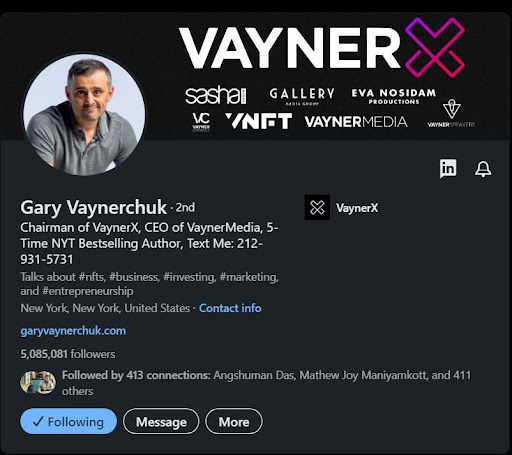 VAYNERX
sasha
GALLERY
MEDIA GROUP
EVA NOSIDAM
PRODUCTIONS
VC
VNFT
VAYNERMEDIA
VAYNERSPEAKERS
in
Gary Vaynerchuk · 2nd
VaynerX
Chairman of VaynerX, CEO of VaynerMedia, 5-
Time NYT Bestselling Author, Text Me: 212-
931-5731
Talks about #nfts, #business, #investing, #marketing,
and #entrepreneurship
New York, New York, United States · Contact info
garyvaynerchuk.com
5,085,081 followers
Followed by 413 connections: Angshuman Das, Mathew Joy Maniyamkott, and 411
others
✓ Following
Message
More